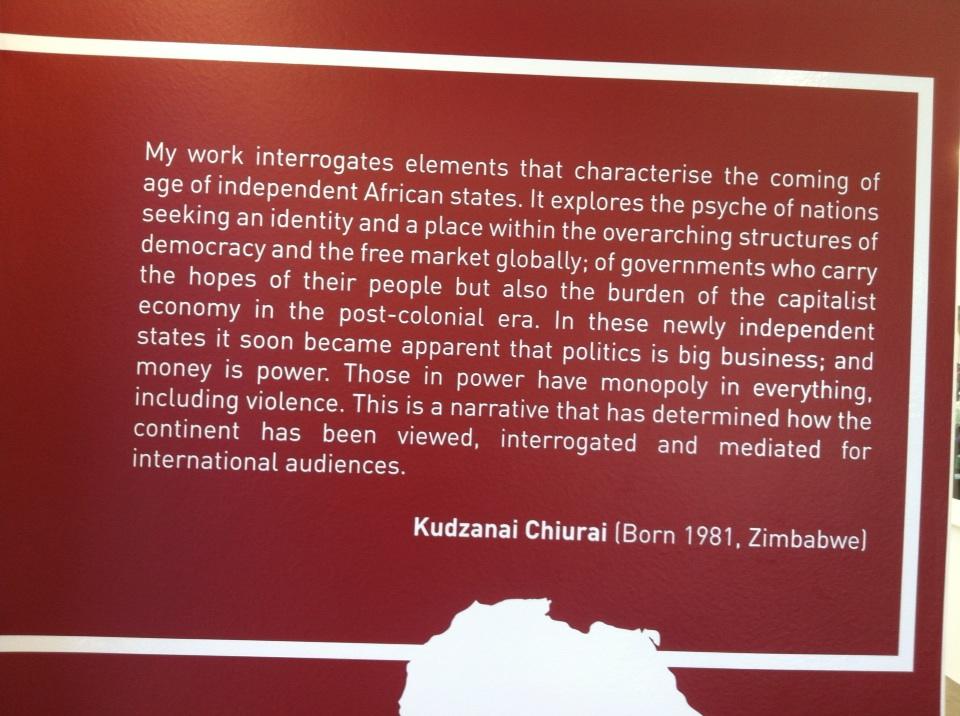 My work interrogates elements that characterise the coming of
age of independent African states. It explores the psyche of nations
seeking an identity and a place within the overarching structures of
democracy and the free market globally; of governments who carry
the hopes of their people but also the burden of the capitalist
economy in the post-colonial era. In these newly independent
states it soon became apparent that politics is big business; and
money is power. Those in power have monopoly in everything,
including violence. This is a narrative that has determined how the
continent has been viewed, interrogated and mediated for
international audiences.
Kudzanai Chiurai (Born 1981, Zimbabwe)